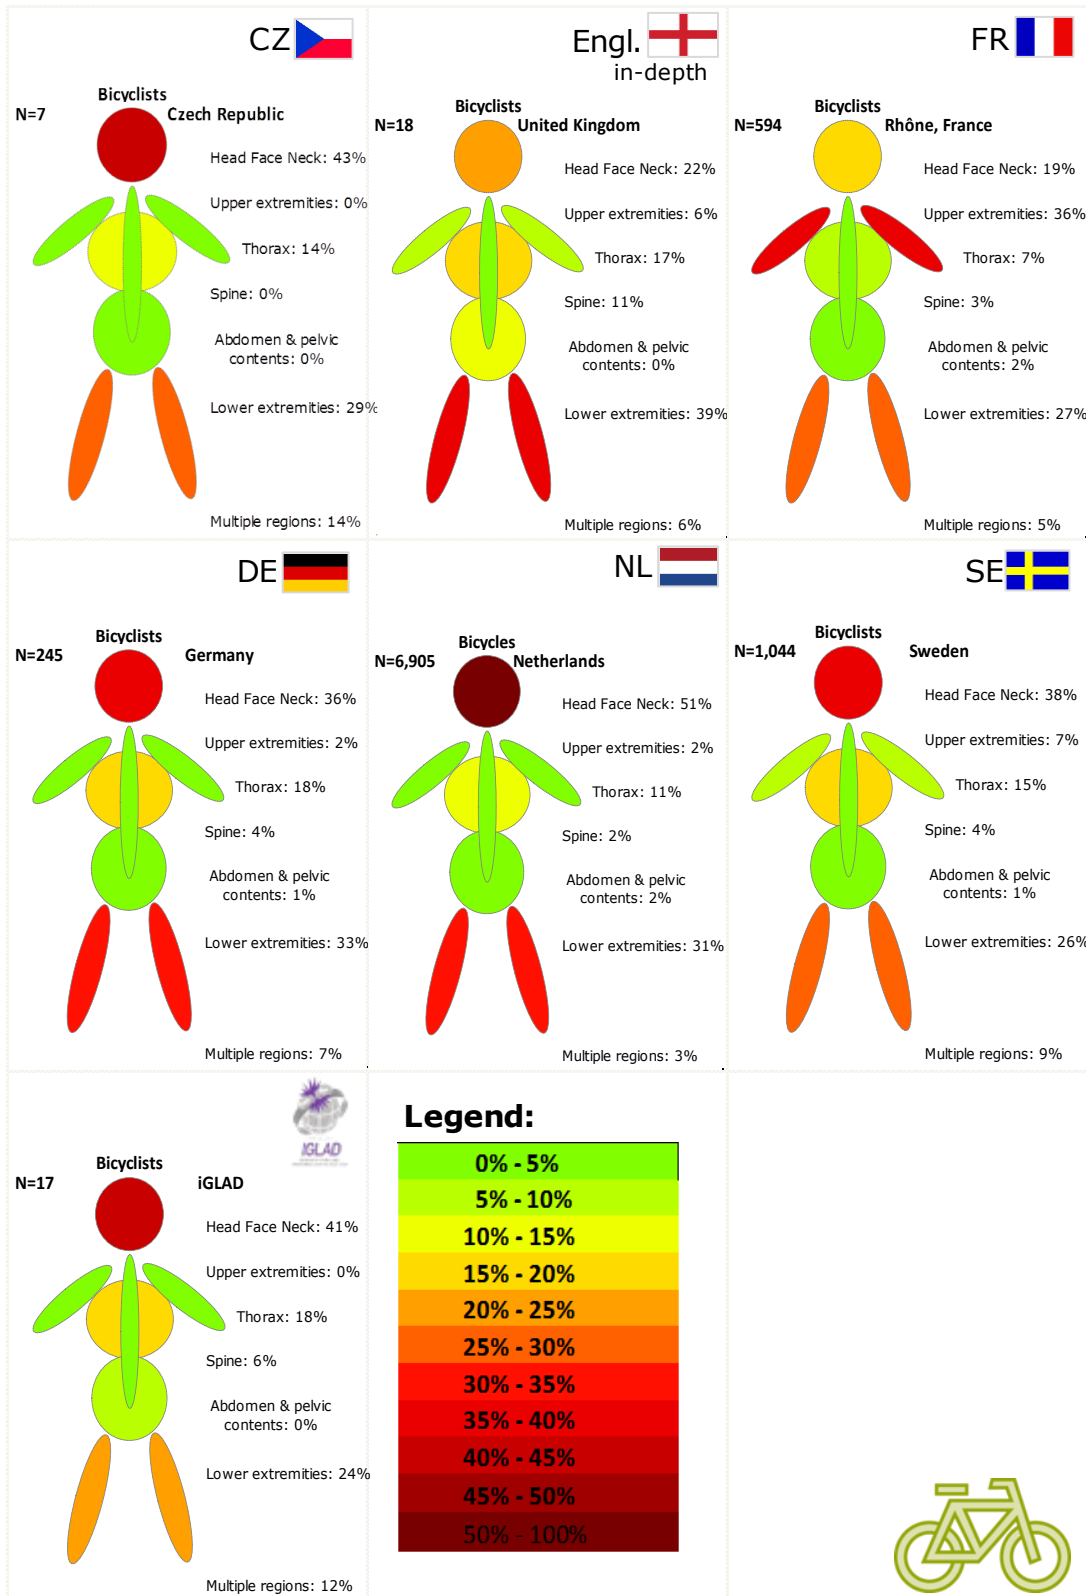 CZ
Bicyclists
N=7
Czech Republic
Head Face Neck: 43%
Upper extremities: 0%
Thorax: 14%
Spine: 0%
Abdomen & pelvic
contents: 0%
Lower extremities: 29%
Multiple regions: 14%
Engl.
in-depth
Bicyclists
N=18
United Kingdom
Head Face Neck: 22%
Upper extremities: 6%
Thorax: 17%
Spine: 11%
Abdomen & pelvic
contents: 0%
Lower extremities: 39%
Multiple regions: 6%
FR
Bicyclists
N=594
Rhône, France
Head Face Neck: 19%
Upper extremities: 36%
Thorax: 7%
Spine: 3%
Abdomen & pelvic
contents: 2%
Lower extremities: 27%
Multiple regions: 5%
DE
Bicyclists
N=245
Germany
Head Face Neck: 36%
Upper extremities: 2%
Thorax: 18%
Spine: 4%
Abdomen & pelvic
contents: 1%
Lower extremities: 33%
Multiple regions: 7%
NL
Bicycles
N=6,905
Netherlands
Head Face Neck: 51%
Upper extremities: 2%
Thorax: 11%
Spine: 2%
Abdomen & pelvic
contents: 2%
Lower extremities: 31%
Multiple regions: 3%
SE
Bicyclists
N=1,044
Sweden
Head Face Neck: 38%
Upper extremities: 7%
Thorax: 15%
Spine: 4%
Abdomen & pelvic
contents: 1%
Lower extremities: 26%
Multiple regions: 9%
IGLAD
Bicyclists
N=17
iGLAD
Head Face Neck: 41%
Upper extremities: 0%
Thorax: 18%
Spine: 6%
Abdomen & pelvic
contents: 0%
Lower extremities: 24%
Multiple regions: 12%
Legend:
0% - 5%
5% - 10%
10% - 15%
15% - 20%
20% - 25%
25% - 30%
30% - 35%
35% - 40%
40% - 45%
45% - 50%
50% - 100%